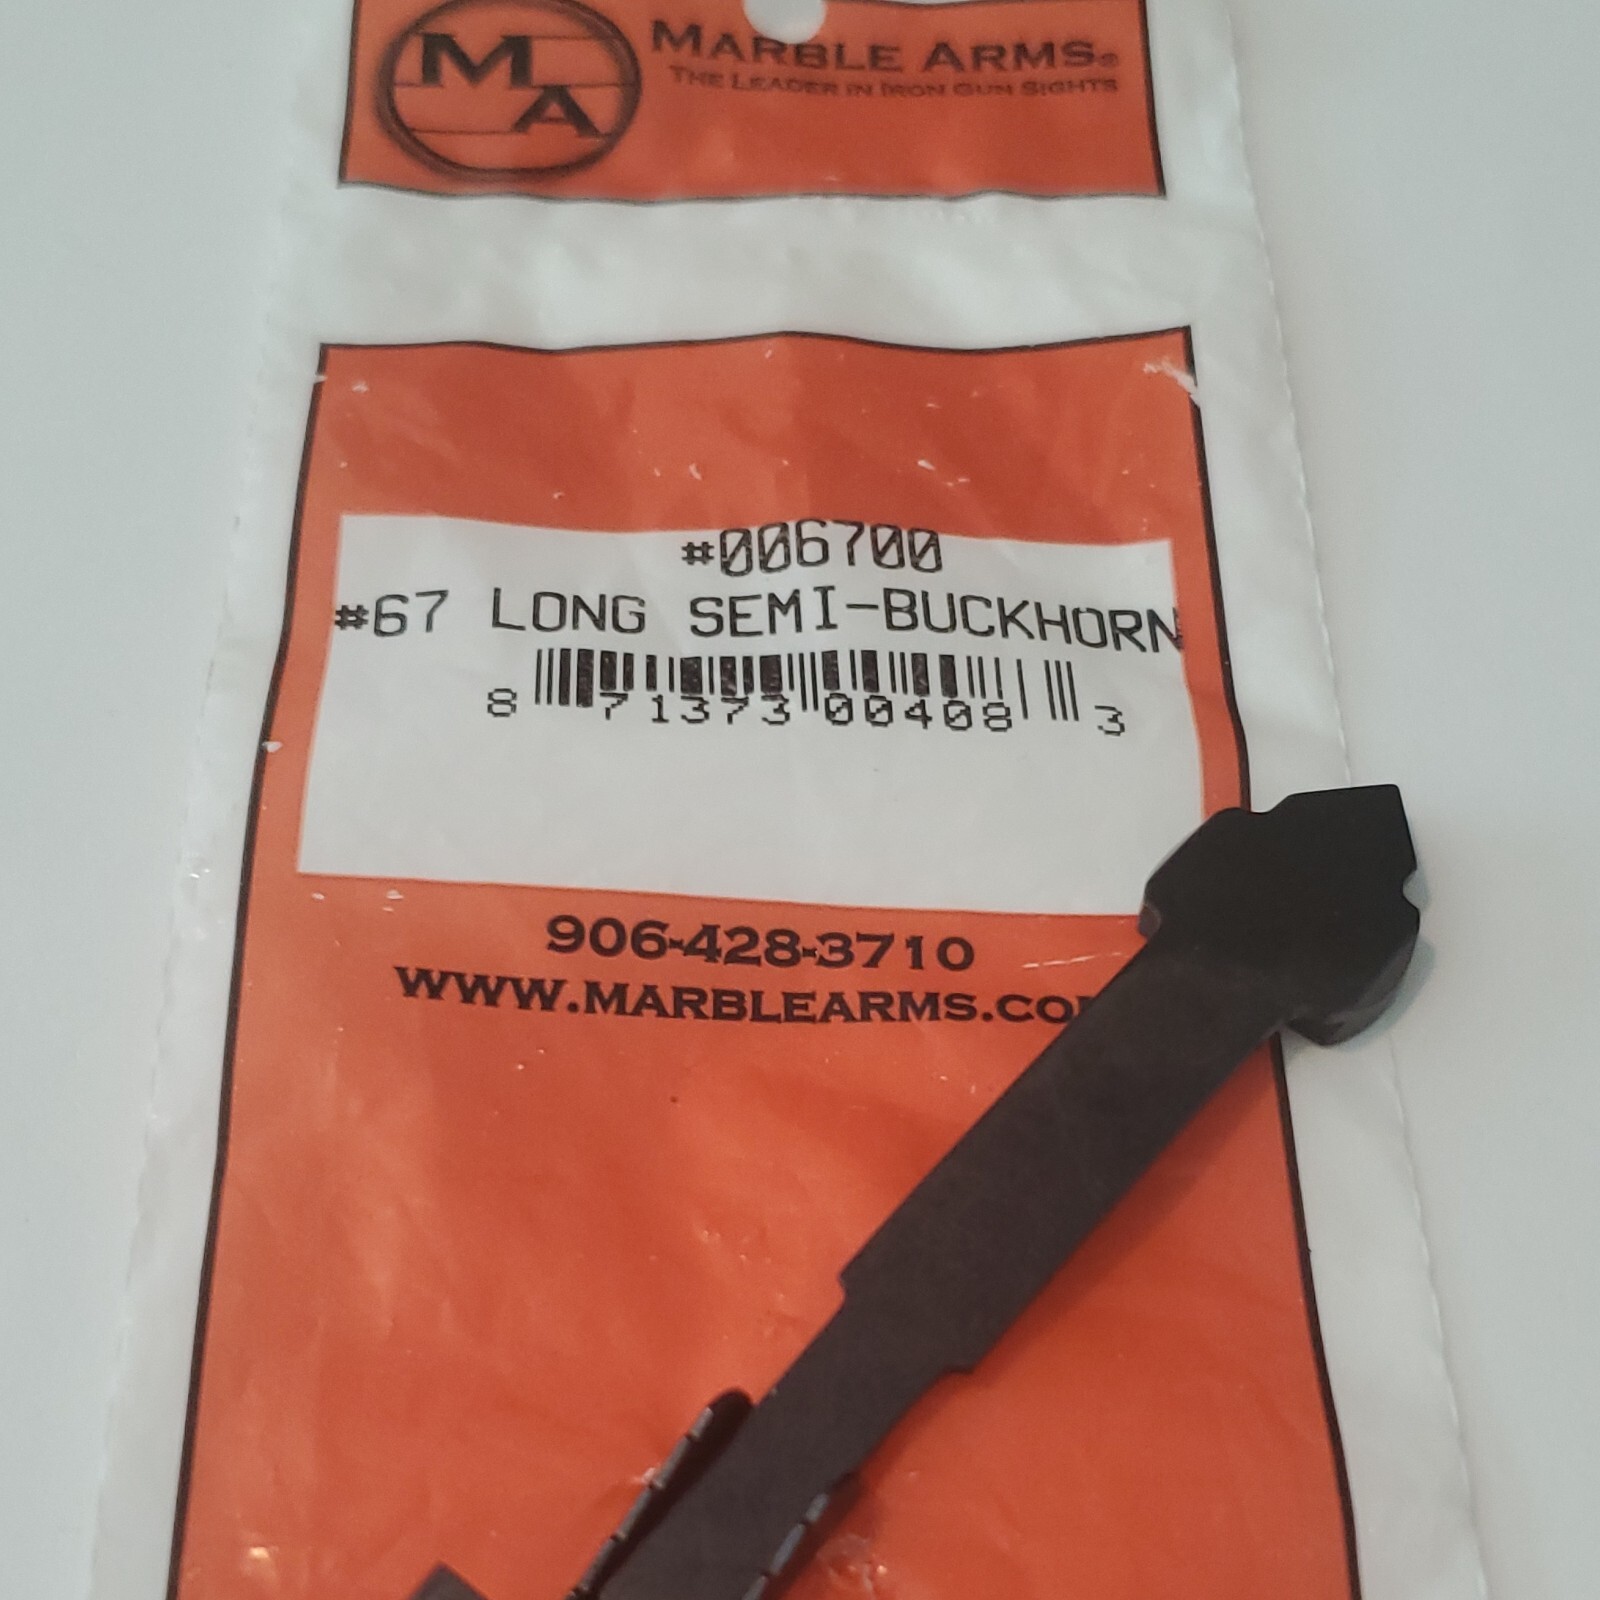 MA
MARBLE ARMS®
THE LEADER IN IRON GUN SIGHTS
#006700
#67 LONG SEMI-BUCKHORN
8 71373 00408 3
906-428-3710
WWW.MARBLEARMS.CO